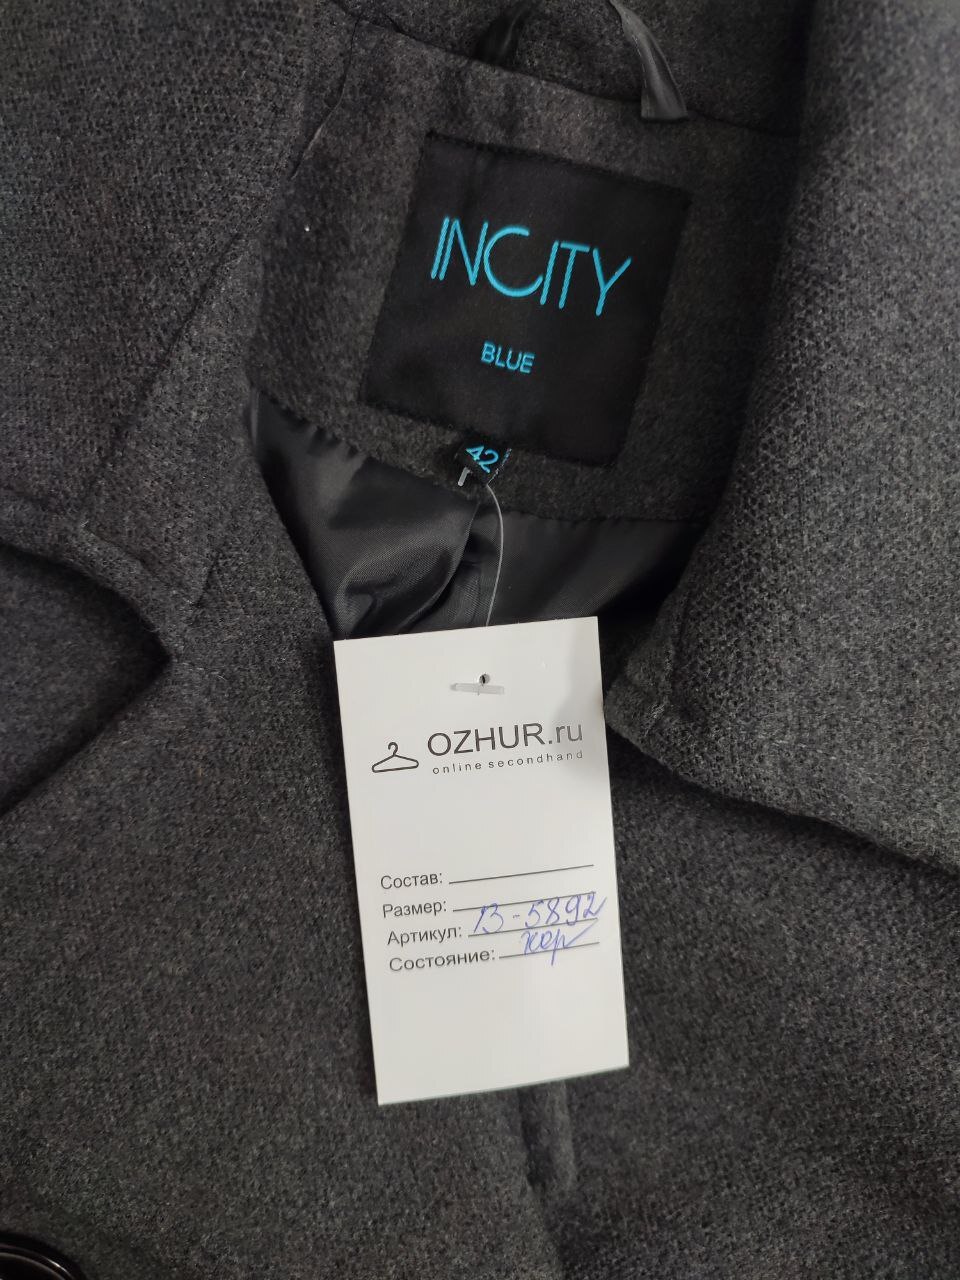 INCITY
BLUE
42
OZHUR.ru
online secondhand
Состав:
Размер:
Артикул: 13-5892
Состояние: хор